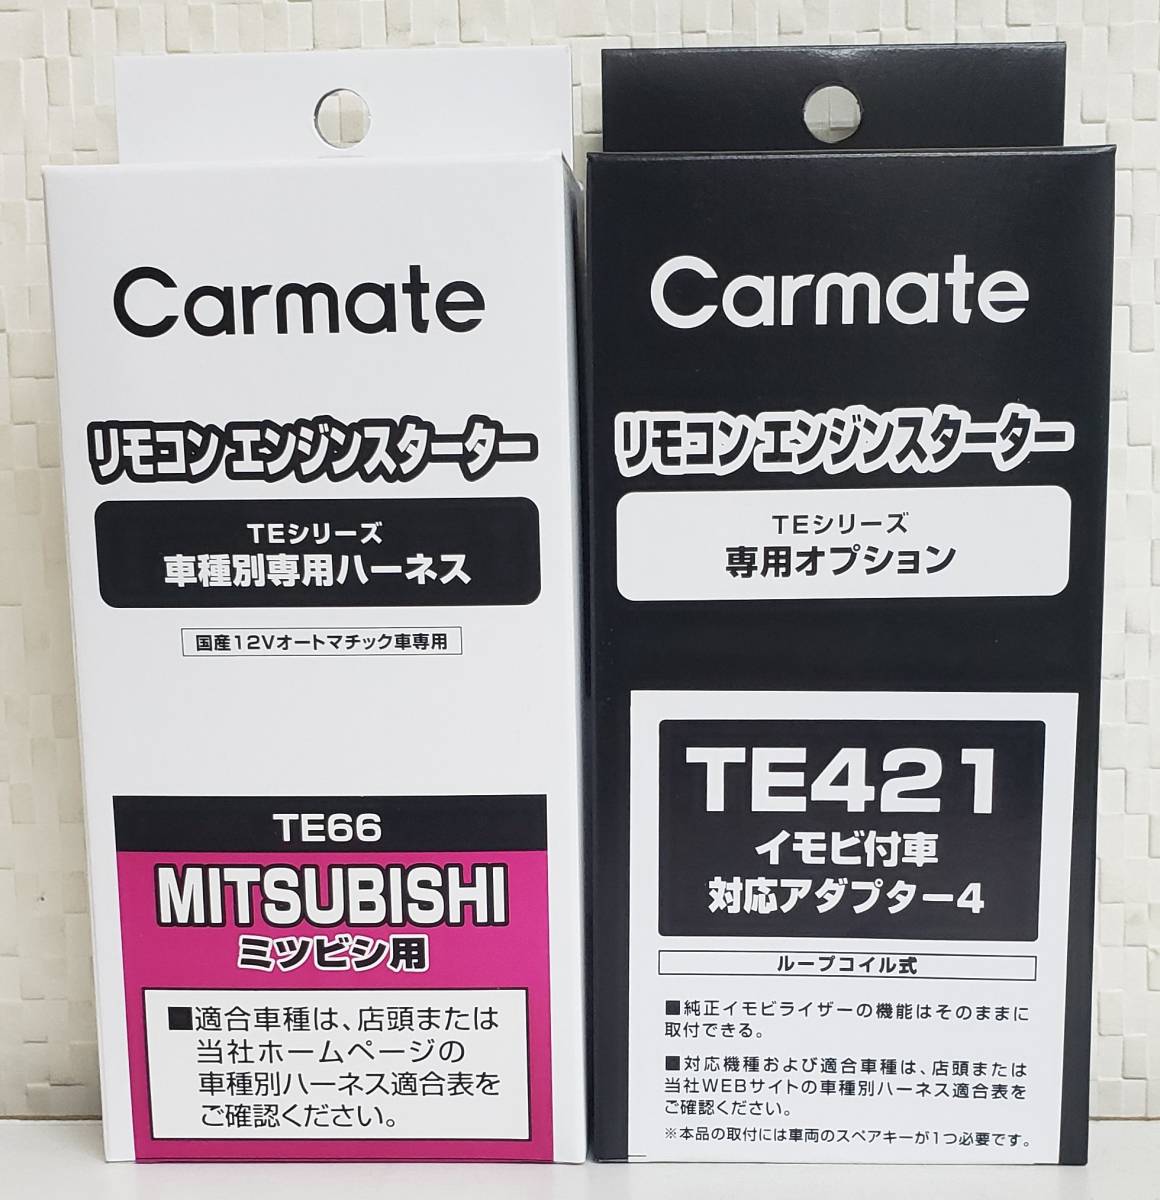 Carmate
リモコンエンジンスターター
TEシリーズ
車種別専用ハーネス
国産12Vオートマチック車専用
TE66
MITSUBISHI
ミツビシ用
■適合車種は、店頭または
当社ホームページの
車種別ハーネス適合表を
ご確認ください。
Carmate
リモコンエンジンスターター
TEシリーズ
専用オプション
TE421
イモビ付車
対応アダプター4
ループコイル式
■純正イモビライザーの機能はそのままに
取付できる。
■対応機種および適合車種は、店頭または
当社WEBサイトの車種別ハーネス適合表を
ご確認ください。
※本品の取付には車両のスペアキーが1つ必要です。